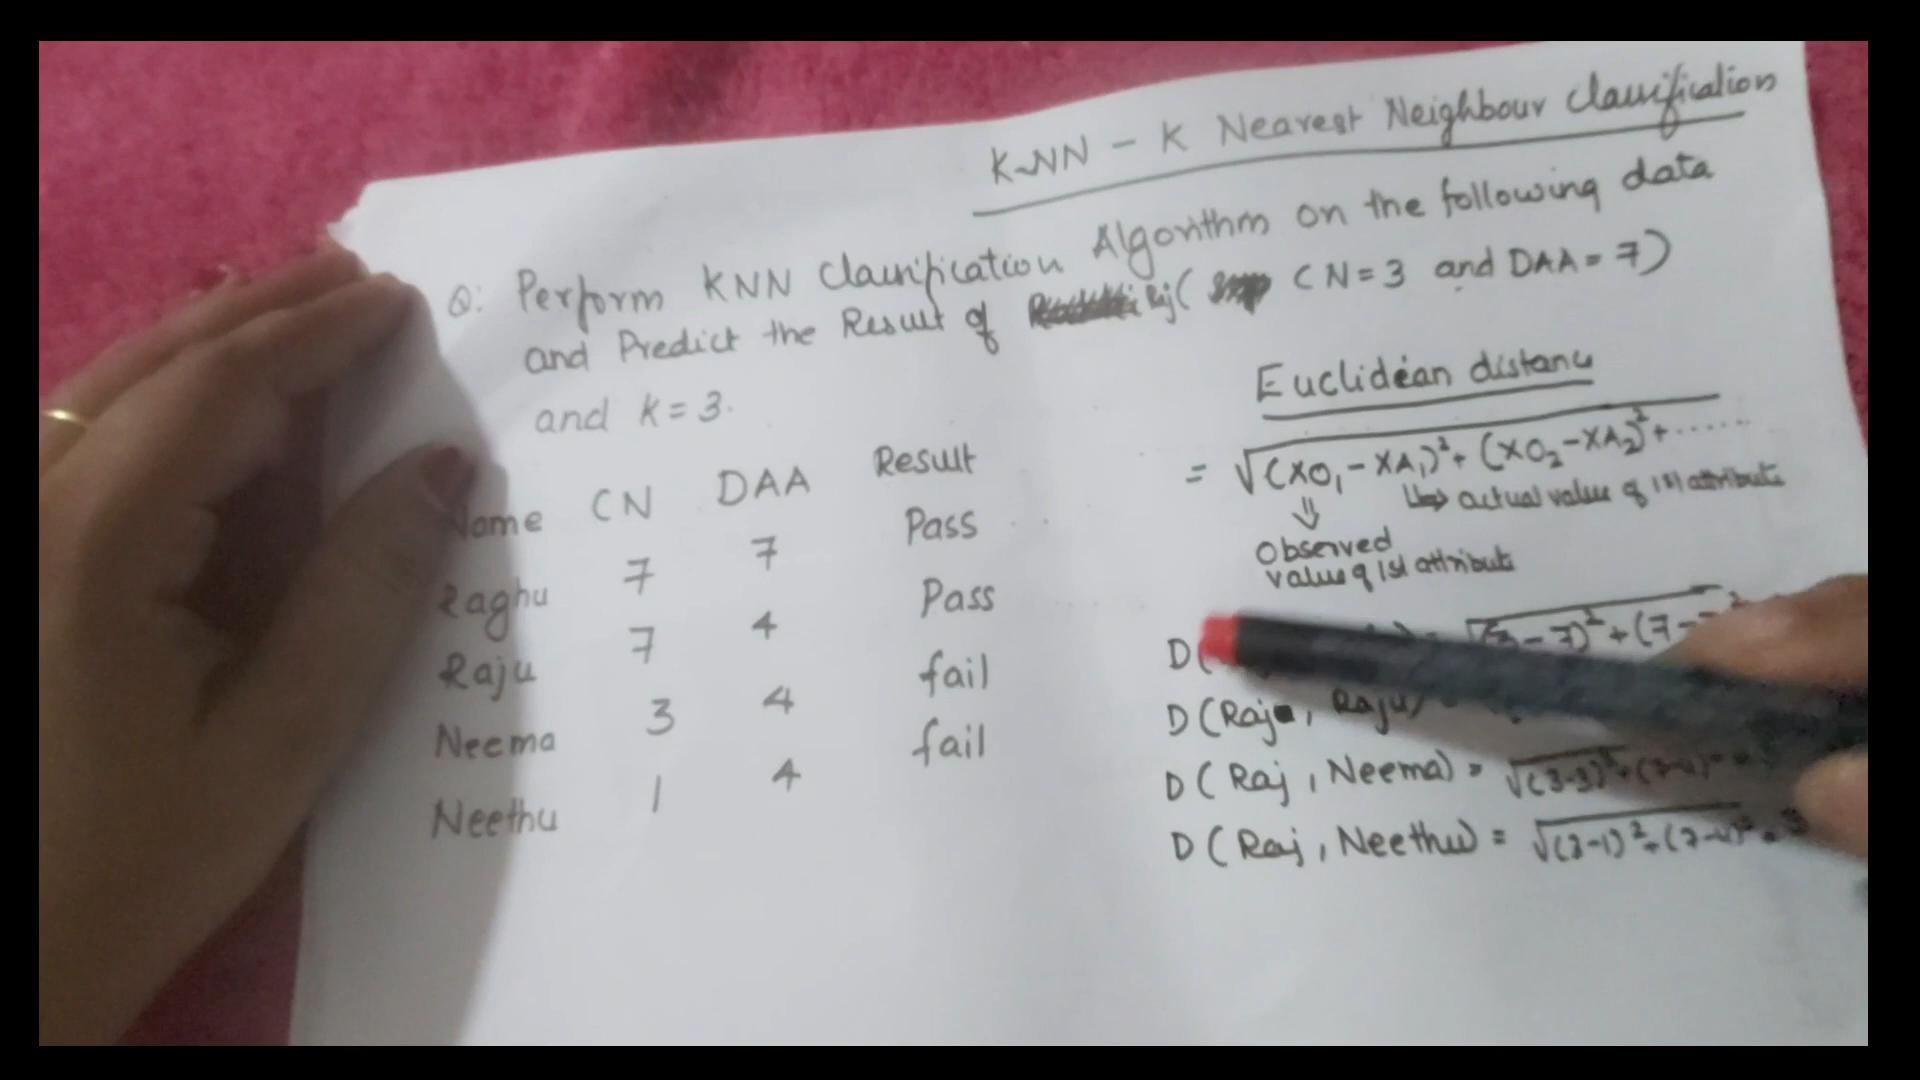 KNN - K Nearest Neighbour Classification
Q: Perform KNN Classification Algorithm on the following data
and Predict the Result of Raj ( CN=3 and DAA=7)
and k=3.
Name CN DAA Result
Raghu 7 7 Pass
Raju 7 4 Pass
Neema 3 4 fail
Neethu 1 4 fail
Euclidean distance
= √(XO₁-XA₁)²+(XO₂-XA₂)²+......
↳ actual value of 1st attribute
⇓
Observed
value of 1st attribute
D( -7)²+(7-
D(Raj, Raju)
D(Raj, Neema) = √(3-3)²+(7-4)²
D(Raj, Neethu) = √(3-1)²+(7-4)² =